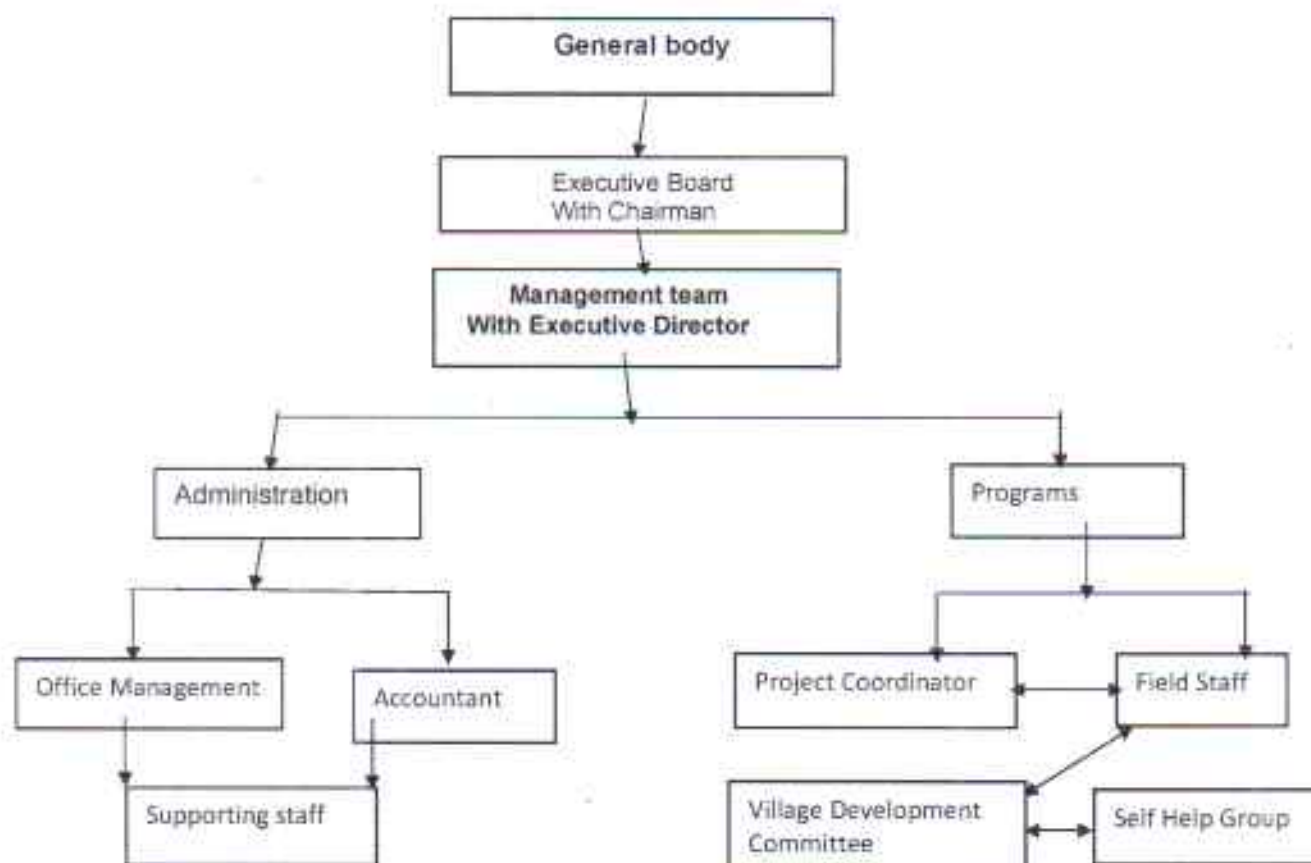 General body
Executive Board
With Chairman
Management team
With Executive Director
Administration
Programs
Office Management
Accountant
Project Coordinator
Field Staff
Supporting staff
Village Development
Committee
Self Help Group